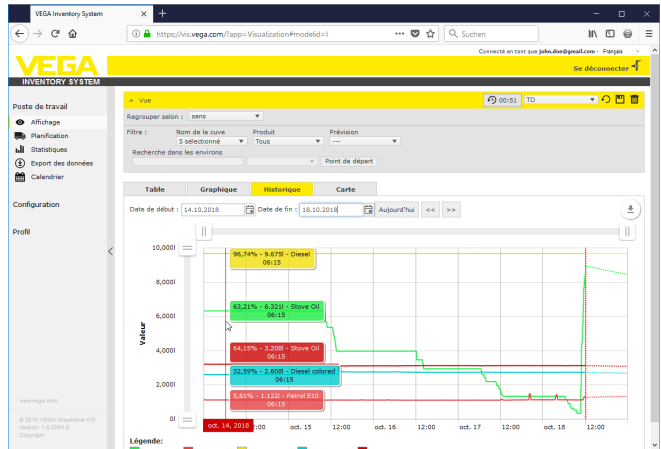 VEGA Inventory System
https://vis.vega.com/?app=Visualization#modelid=l
Suchen
Connecté en tant que john.doe@gmail.com - Français
VEGA
INVENTORY SYSTEM
Se déconnecter
Poste de travail
Affichage
Planification
Statistiques
Export des données
Calendrier
Configuration
Profil
www.vega.com
© 2018 VEGA Grieshaber KG
Version: 1.5.2004.0
Copyright
Vue
00:51
TD
Regrouper selon : sans
Filtre :
Nom de la cuve
Produit
Prévision
5 sélectionné
Tous
---
Recherche dans les environs
Point de départ
Table
Graphique
Historique
Carte
Date de début : 14.10.2018
Date de fin : 18.10.2018
Aujourd'hui
<<
>>
Valeur
10,000l
8,000l
6,000l
4,000l
2,000l
0l
96,74% - 9.675l - Diesel
06:15
63,21% - 6.321l - Stove Oil
06:15
64,15% - 3.208l - Stove Oil
06:15
32,59% - 2.608l - Diesel colored
06:15
5,61% - 1.122l - Patrol E10
06:15
oct. 14, 2018
2:00
oct. 15
12:00
oct. 16
12:00
oct. 17
12:00
oct. 18
12:00
Légende: